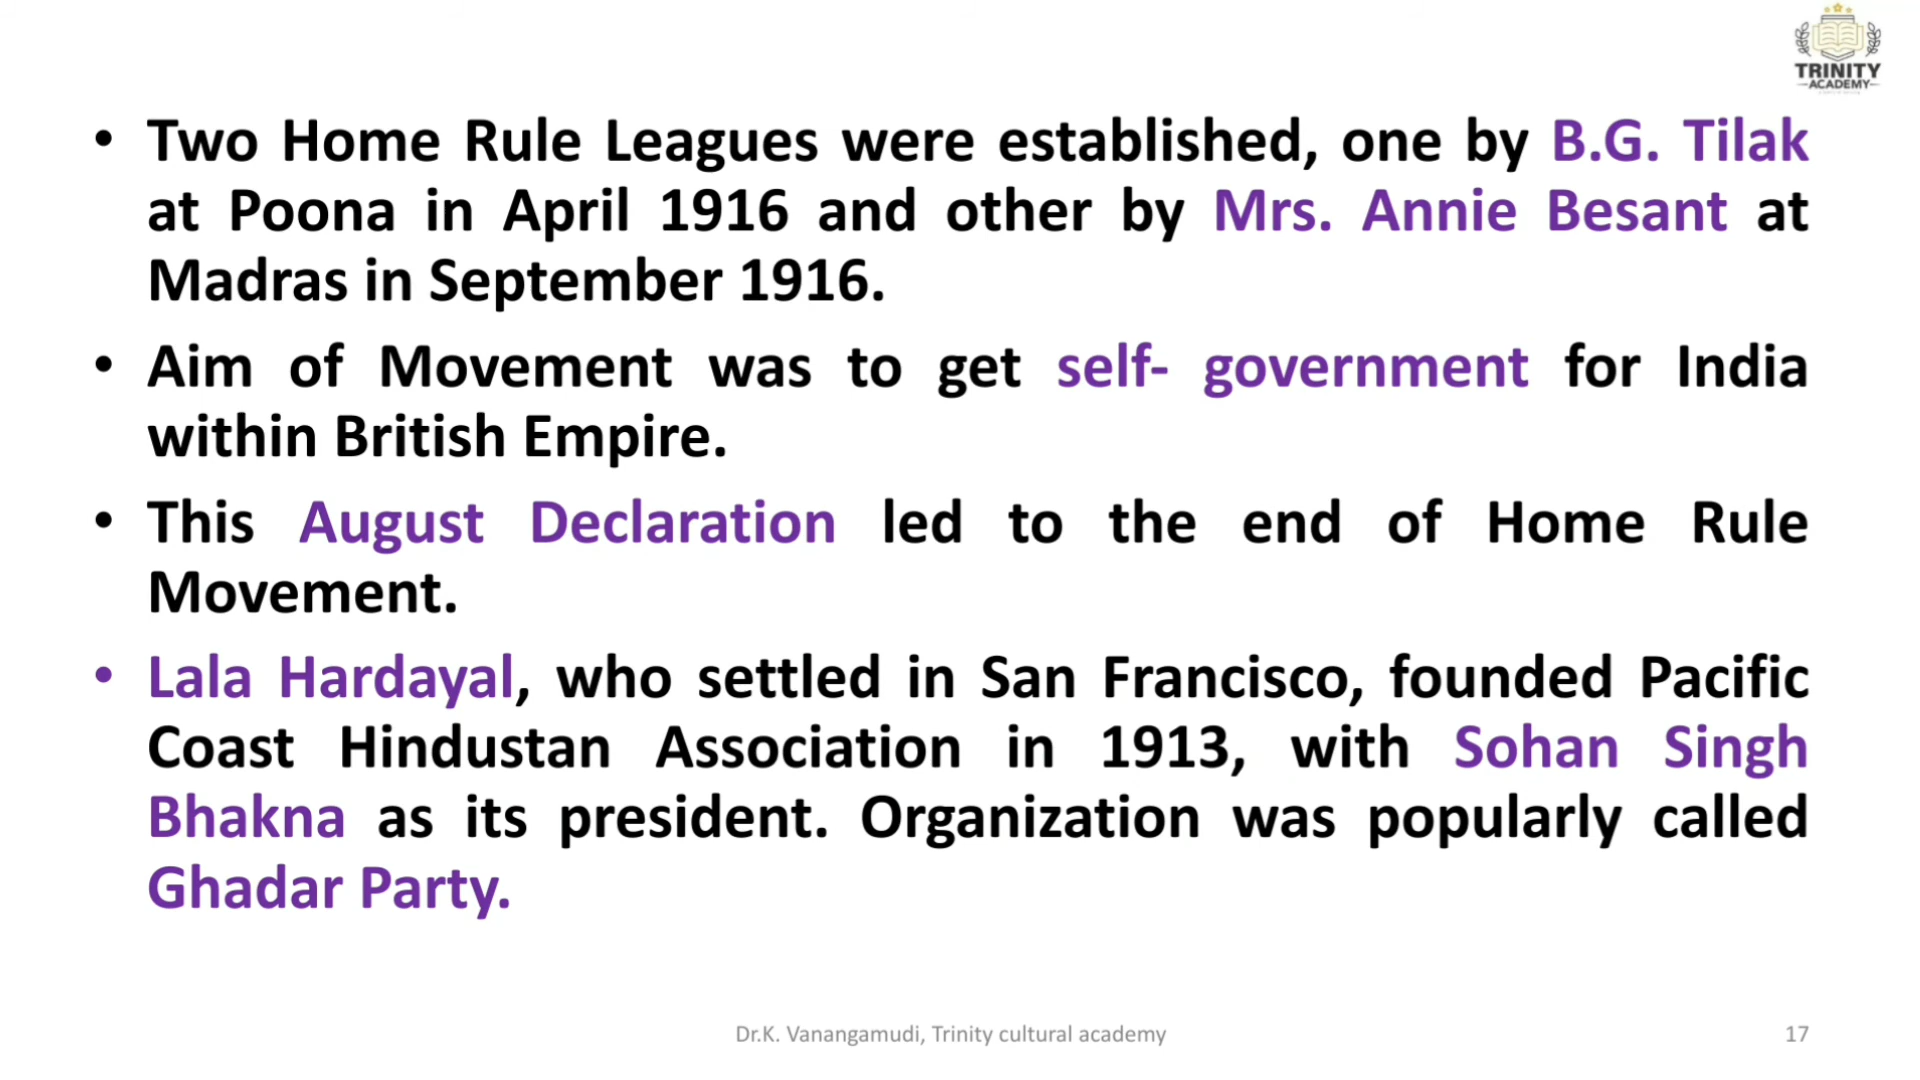 TRINITY
ACADEMY
• Two Home Rule Leagues were established, one by B.G. Tilak
at Poona in April 1916 and other by Mrs. Annie Besant at
Madras in September 1916.
• Aim of Movement was to get self- government for India
within British Empire.
• This August Declaration led to the end of Home Rule
Movement.
• Lala Hardayal, who settled in San Francisco, founded Pacific
Coast Hindustan Association in 1913, with Sohan Singh
Bhakna as its president. Organization was popularly called
Ghadar Party.
Dr.K. Vanangamudi, Trinity cultural academy
17